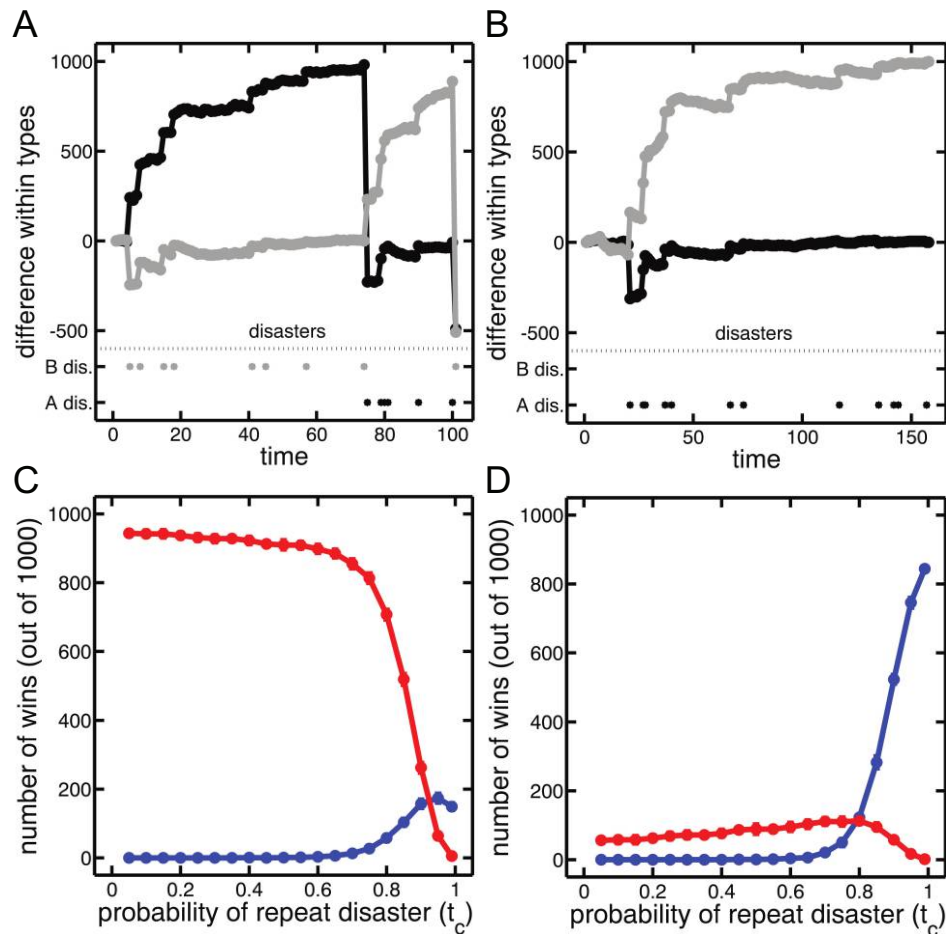 A
difference within types
1000
500
0
-500
disasters
B dis.
A dis.
0 20 40 60 80 100
time
B
difference within types
1000
500
0
-500
disasters
B dis.
A dis.
0 50 100 150
time
C
number of wins (out of 1000)
1000
800
600
400
200
0
0 0.2 0.4 0.6 0.8 1
probability of repeat disaster (t_c)
D
number of wins (out of 1000)
1000
800
600
400
200
0
0 0.2 0.4 0.6 0.8 1
probability of repeat disaster (t_c)